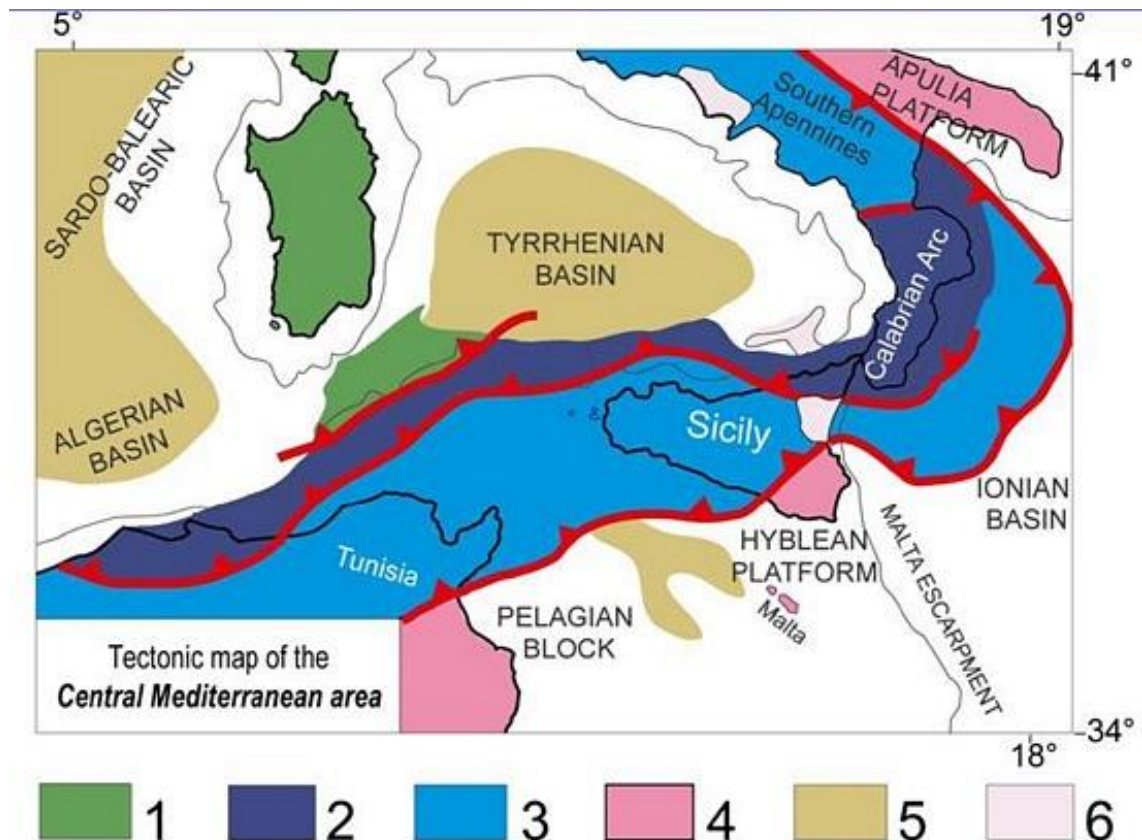 5°
19°
41°
SARDO-BALEARIC
BASIN
APULIA
PLATFORM
Southern
Apennines
TYRRHENIAN
BASIN
Calabrian Arc
ALGERIAN
BASIN
Sicily
IONIAN
BASIN
Tunisia
HYBLEAN
PLATFORM
Malta
MALTA ESCARPMENT
PELAGIAN
BLOCK
Tectonic map of the
Central Mediterranean area
34°
18°
1 2 3 4 5 6